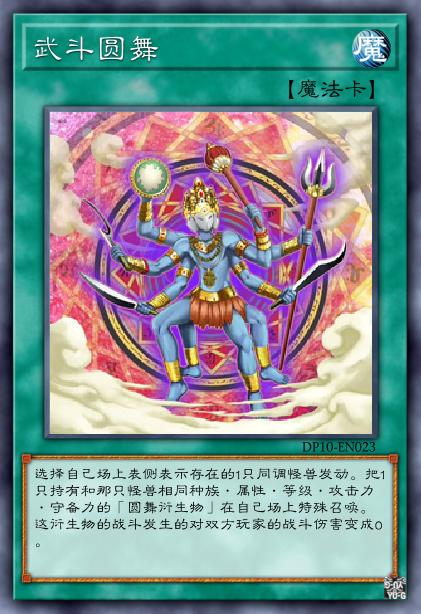 武斗圆舞
魔
【魔法卡】
DP10-EN023
选择自己场上表侧表示存在的1只同调怪兽发动。把1
只持有和那只怪兽相同种族・属性・等级・攻击力
・守备力的「圆舞衍生物」在自己场上特殊召唤。
这衍生物的战斗发生的对双方玩家的战斗伤害变成0
。